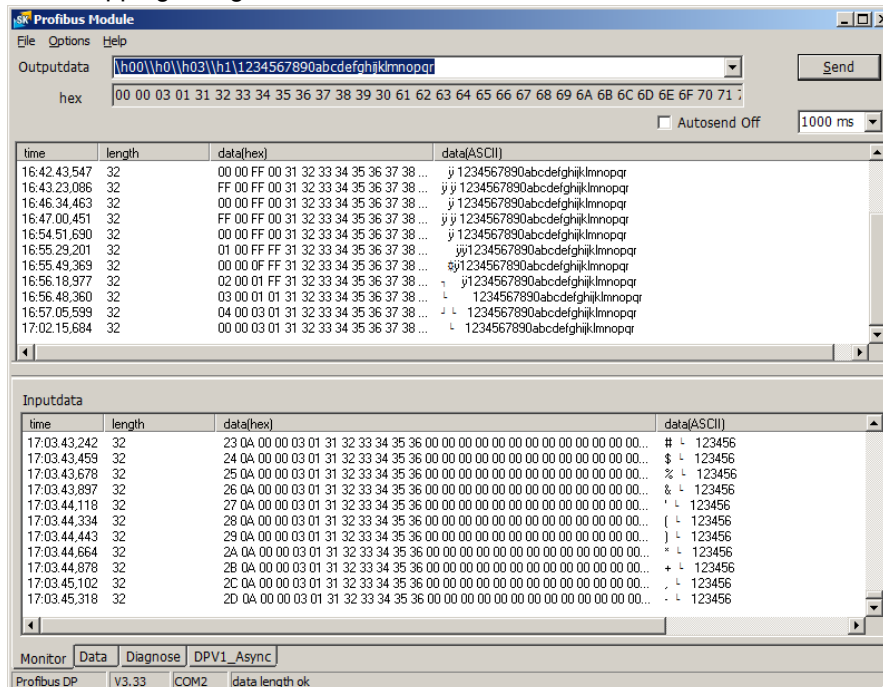 Profibus Module
File Options Help
Outputdata \h00\\h0\\h03\\h1\1234567890abcdefghijklmnopqr Send
hex 00 00 03 01 31 32 33 34 35 36 37 38 39 30 61 62 63 64 65 66 67 68 69 6A 6B 6C 6D 6E 6F 70 71
Autosend Off 1000 ms
time length data(hex) data(ASCII)
16:42.43,547 32 00 00 FF 00 31 32 33 34 35 36 37 38 ... ÿ 1234567890abcdefghijklmnopqr
16:43.23,086 32 FF 00 FF 00 31 32 33 34 35 36 37 38 ... ÿ ÿ 1234567890abcdefghijklmnopqr
16:46.34,463 32 00 00 FF 00 31 32 33 34 35 36 37 38 ... ÿ 1234567890abcdefghijklmnopqr
16:47.00,451 32 FF 00 FF 00 31 32 33 34 35 36 37 38 ... ÿ ÿ 1234567890abcdefghijklmnopqr
16:54.51,690 32 00 00 FF 00 31 32 33 34 35 36 37 38 ... ÿ 1234567890abcdefghijklmnopqr
16:55.29,201 32 01 00 FF FF 31 32 33 34 35 36 37 38 ... ÿÿ1234567890abcdefghijklmnopqr
16:55.49,369 32 00 00 0F FF 31 32 33 34 35 36 37 38 ... ¤ÿ1234567890abcdefghijklmnopqr
16:56.18,977 32 02 00 01 FF 31 32 33 34 35 36 37 38 ... ┐ ÿ1234567890abcdefghijklmnopqr
16:56.48,360 32 03 00 01 01 31 32 33 34 35 36 37 38 ... └ 1234567890abcdefghijklmnopqr
16:57.05,599 32 04 00 03 01 31 32 33 34 35 36 37 38 ... ┘ └ 1234567890abcdefghijklmnopqr
17:02.15,684 32 00 00 03 01 31 32 33 34 35 36 37 38 ... └ 1234567890abcdefghijklmnopqr
Inputdata
time length data(hex) data(ASCII)
17:03.43,242 32 23 0A 00 00 03 01 31 32 33 34 35 36 00 00 00 00 00 00 00 00 00 00 00 00... # └ 123456
17:03.43,459 32 24 0A 00 00 03 01 31 32 33 34 35 36 00 00 00 00 00 00 00 00 00 00 00 00... $ └ 123456
17:03.43,678 32 25 0A 00 00 03 01 31 32 33 34 35 36 00 00 00 00 00 00 00 00 00 00 00 00... % └ 123456
17:03.43,897 32 26 0A 00 00 03 01 31 32 33 34 35 36 00 00 00 00 00 00 00 00 00 00 00 00... & └ 123456
17:03.44,118 32 27 0A 00 00 03 01 31 32 33 34 35 36 00 00 00 00 00 00 00 00 00 00 00 00... ' └ 123456
17:03.44,334 32 28 0A 00 00 03 01 31 32 33 34 35 36 00 00 00 00 00 00 00 00 00 00 00 00... ( └ 123456
17:03.44,443 32 29 0A 00 00 03 01 31 32 33 34 35 36 00 00 00 00 00 00 00 00 00 00 00 00... ) └ 123456
17:03.44,664 32 2A 0A 00 00 03 01 31 32 33 34 35 36 00 00 00 00 00 00 00 00 00 00 00 00... * └ 123456
17:03.44,878 32 2B 0A 00 00 03 01 31 32 33 34 35 36 00 00 00 00 00 00 00 00 00 00 00 00... + └ 123456
17:03.45,102 32 2C 0A 00 00 03 01 31 32 33 34 35 36 00 00 00 00 00 00 00 00 00 00 00 00... , └ 123456
17:03.45,318 32 2D 0A 00 00 03 01 31 32 33 34 35 36 00 00 00 00 00 00 00 00 00 00 00 00... - └ 123456
Monitor Data Diagnose DPV1_Async
Profibus DP V3.33 COM2 data length ok